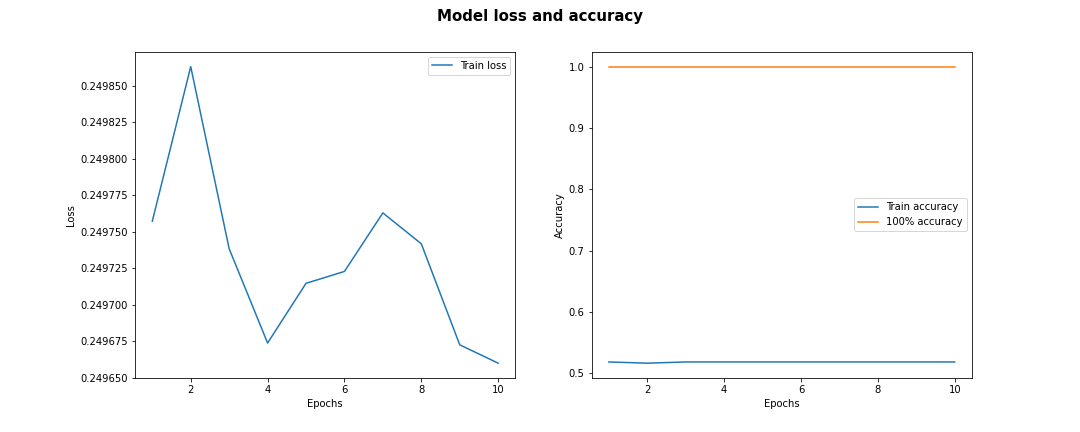 Model loss and accuracy
Train loss
0.249850
0.249825
0.249800
0.249775
0.249750
0.249725
0.249700
0.249675
0.249650
Loss
2 4 6 8 10
Epochs
1.0
0.9
0.8
0.7
0.6
0.5
Accuracy
Train accuracy
100% accuracy
2 4 6 8 10
Epochs